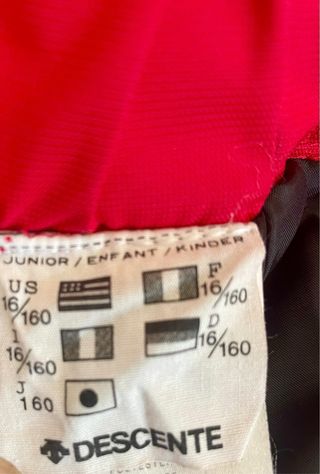 JUNIOR / ENFANT / KINDER
US 16/160 F 16/160
I 16/160 D 16/160
J 160
DESCENTE